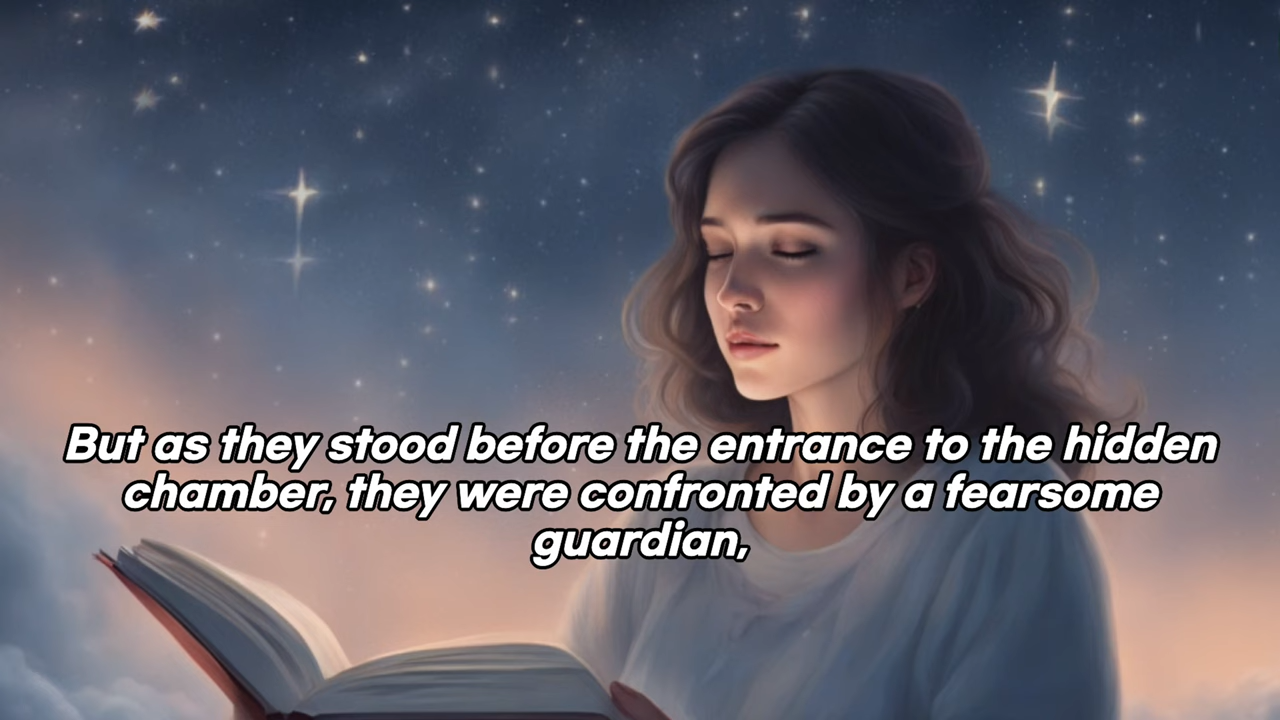 But as they stood before the entrance to the hidden
chamber, they were confronted by a fearsome
guardian,